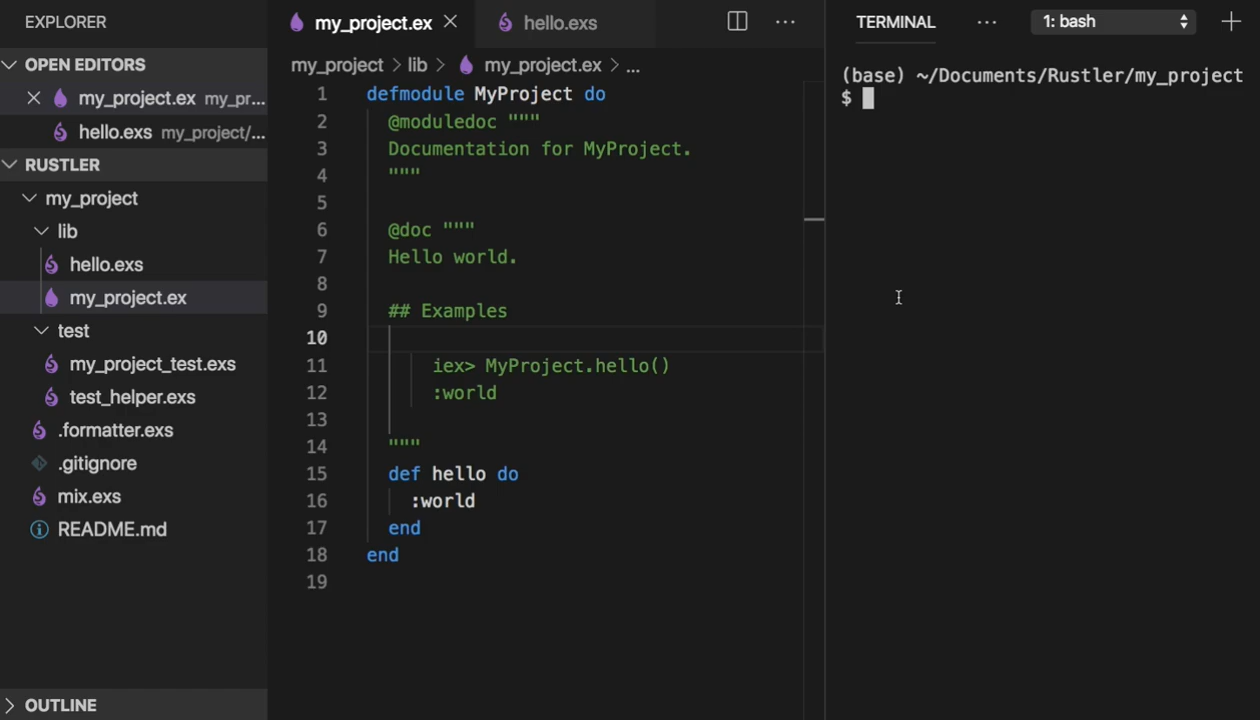 EXPLORER
OPEN EDITORS
my_project.ex my_pr...
hello.exs my_project/...
RUSTLER
my_project
lib
hello.exs
my_project.ex
test
my_project_test.exs
test_helper.exs
.formatter.exs
.gitignore
mix.exs
README.md
OUTLINE
my_project.ex
hello.exs
my_project > lib > my_project.ex > ...
1 defmodule MyProject do
2 @moduledoc """
3 Documentation for MyProject.
4 """
5
6 @doc """
7 Hello world.
8
9 ## Examples
10
11 iex> MyProject.hello()
12 :world
13
14 """
15 def hello do
16 :world
17 end
18 end
19
TERMINAL ... 1: bash
(base) ~/Documents/Rustler/my_project
$